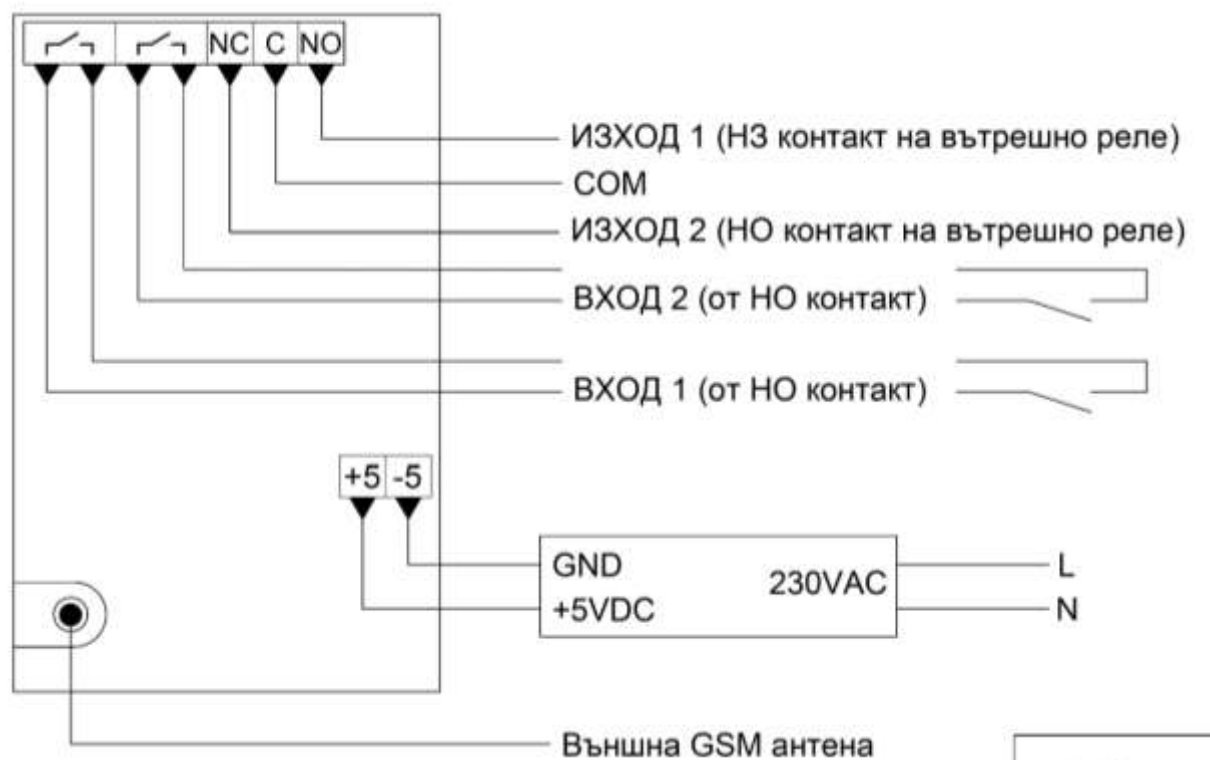 NC C NO
ИЗХОД 1 (НЗ контакт на вътрешно реле)
COM
ИЗХОД 2 (НО контакт на вътрешно реле)
ВХОД 2 (от НО контакт)
ВХОД 1 (от НО контакт)
+5 -5
GND 230VAC L
+5VDC N
Външна GSM антена